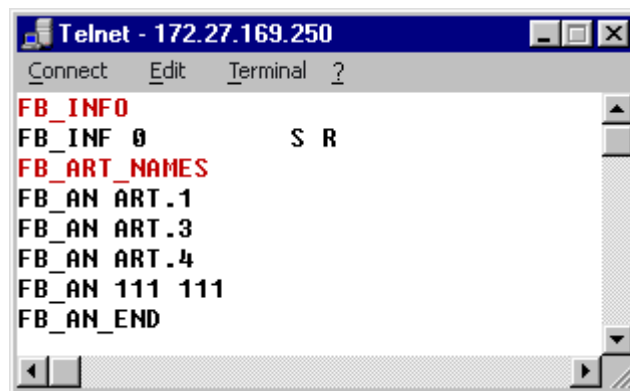 Telnet - 172.27.169.250
Connect Edit Terminal ?
FB_INFO
FB_INF 0          S R
FB_ART_NAMES
FB_AN ART.1
FB_AN ART.3
FB_AN ART.4
FB_AN 111 111
FB_AN_END